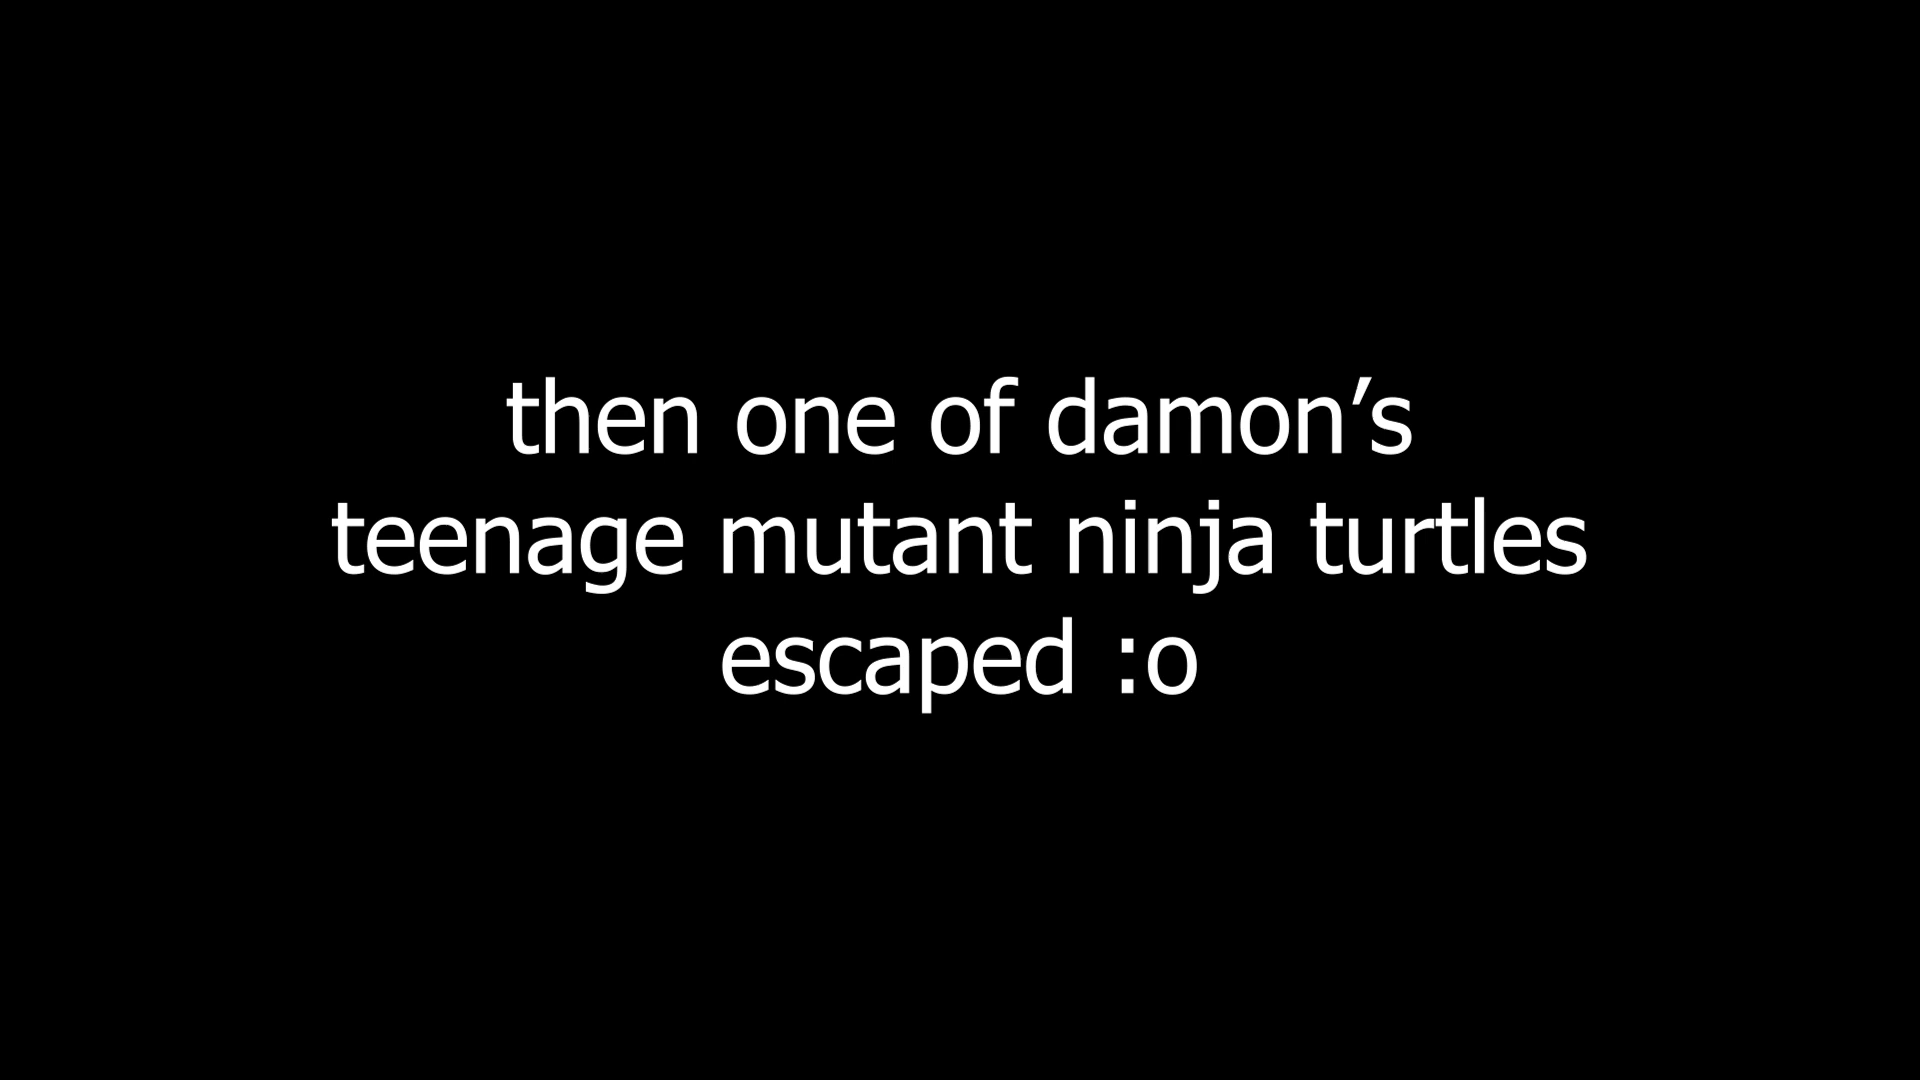 then one of damon’s
teenage mutant ninja turtles
escaped :o